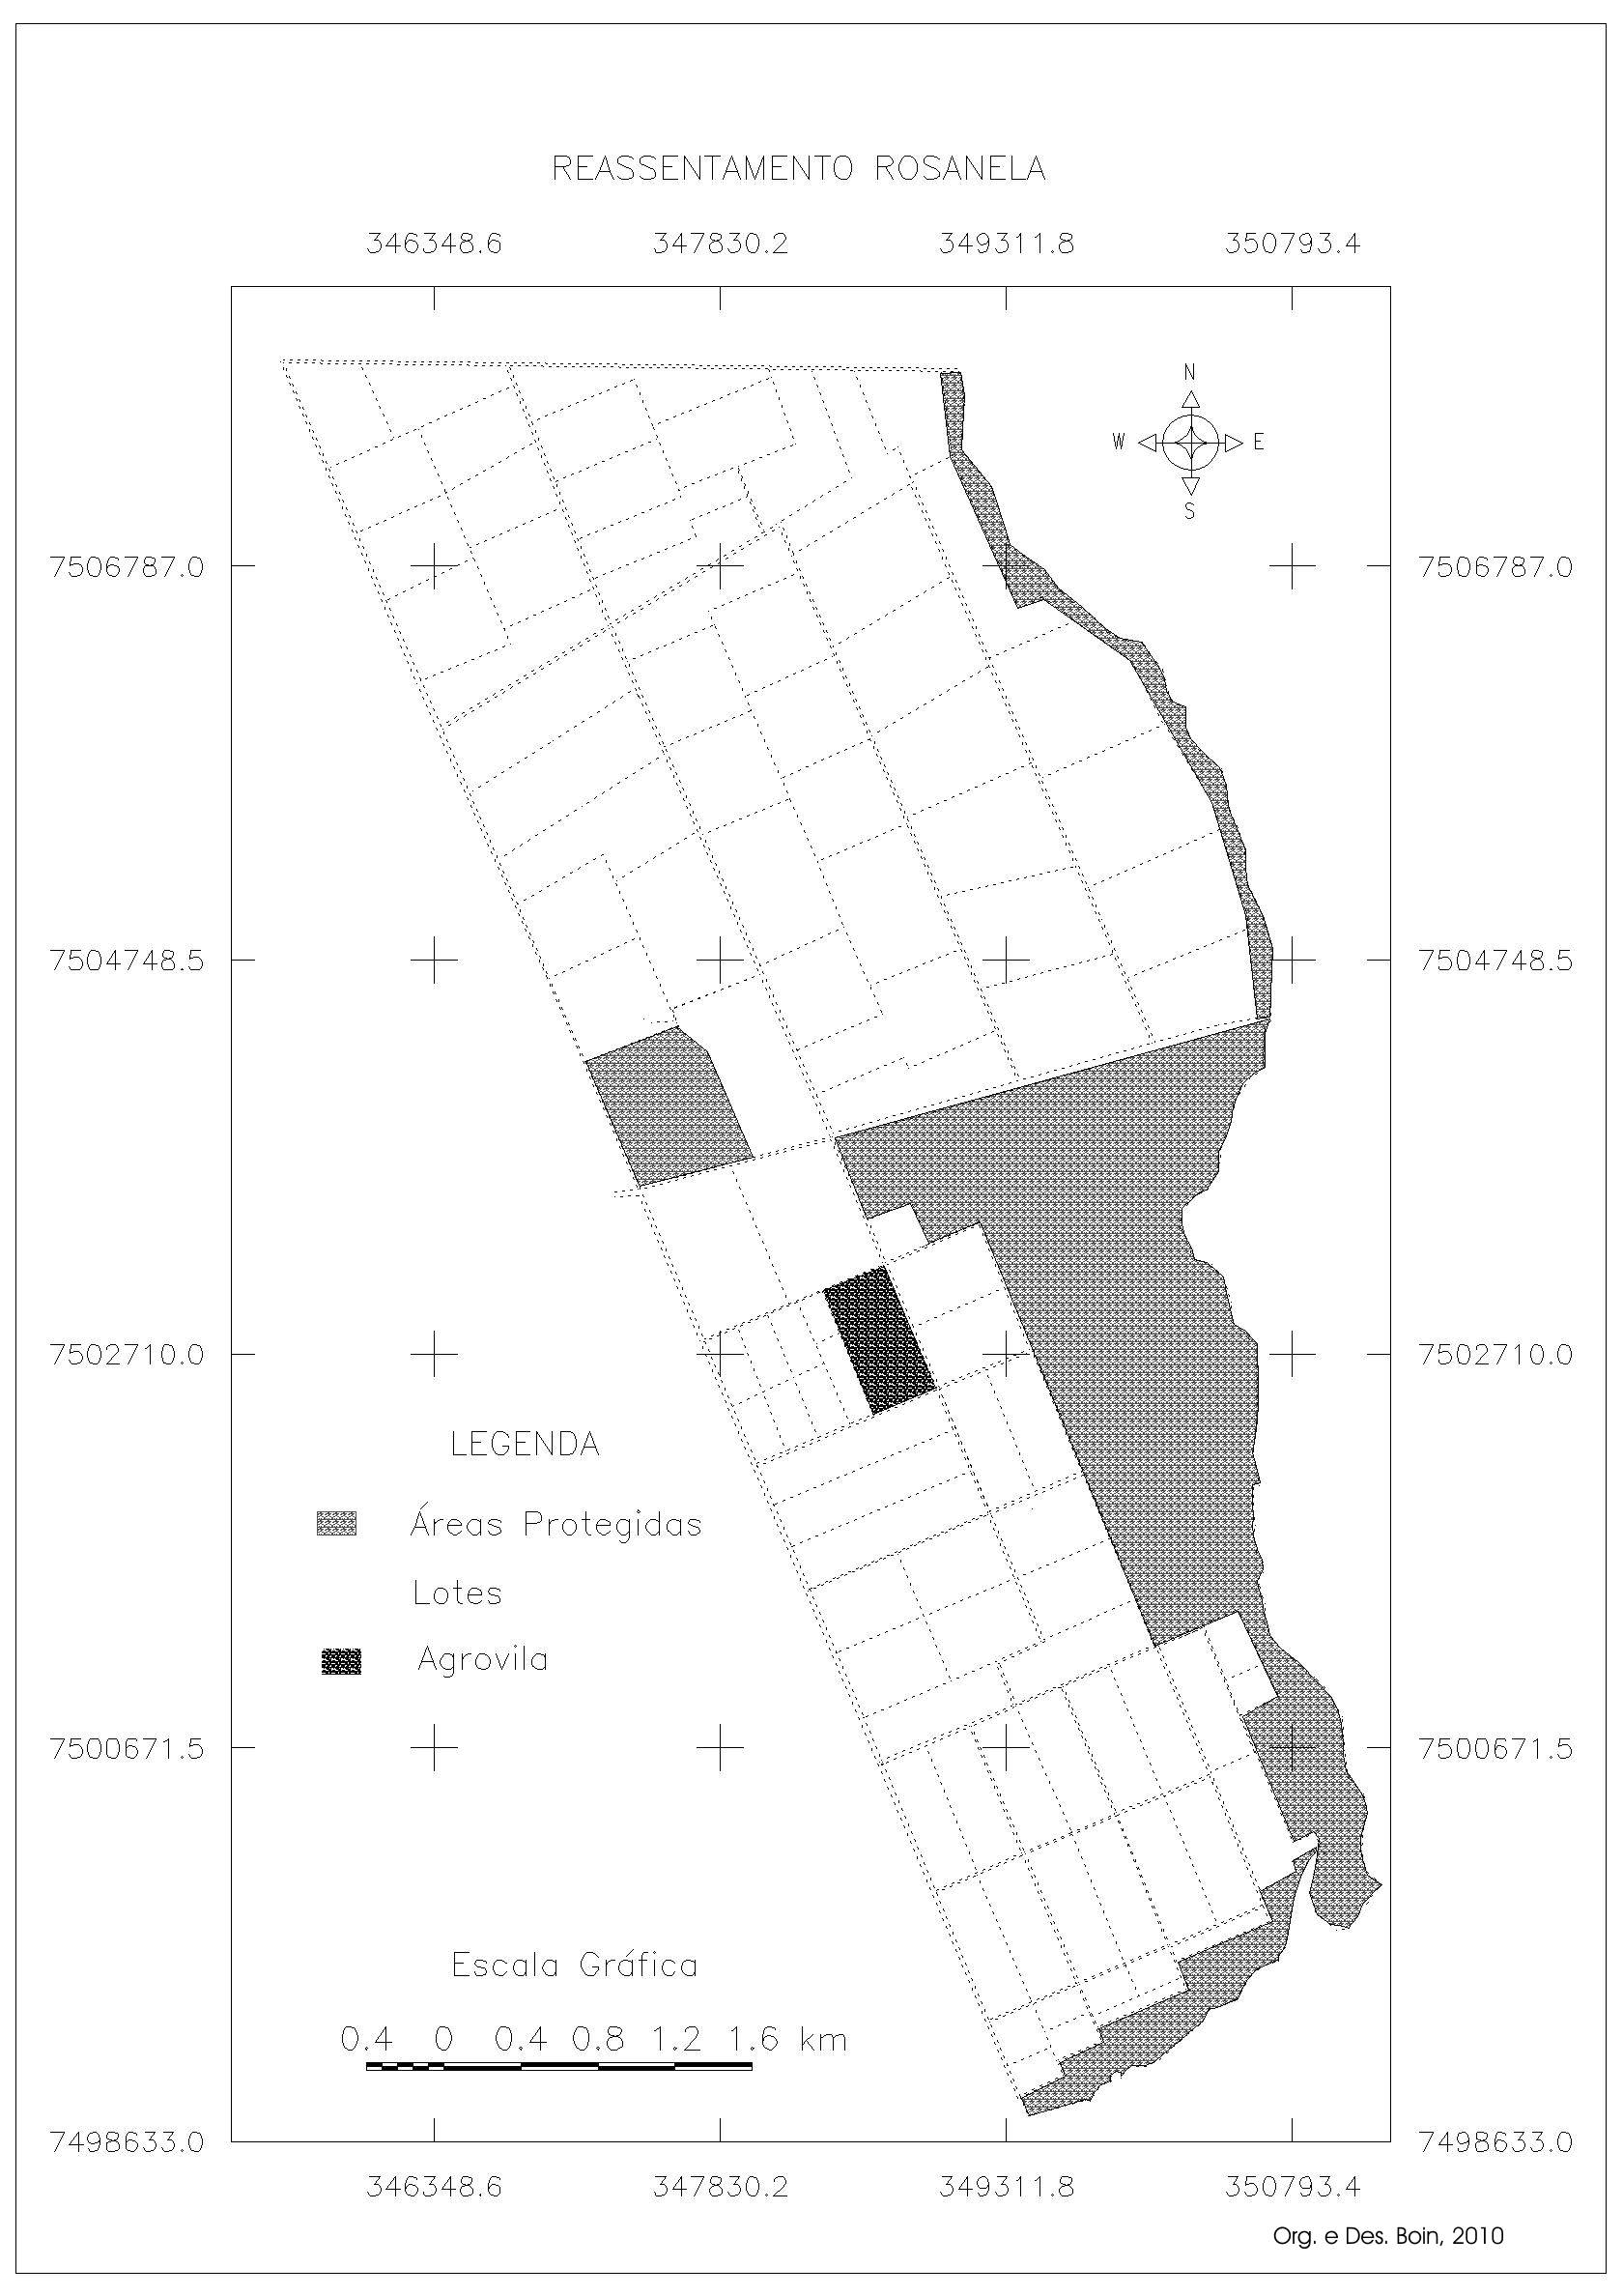 REASSENTAMENTO ROSANELA
346348.6 347830.2 349311.8 350793.4
N
W E
S
7506787.0 7506787.0
7504748.5 7504748.5
7502710.0 7502710.0
LEGENDA
Áreas Protegidas
Lotes
Agrovila
7500671.5 7500671.5
Escala Gráfica
0.4 0 0.4 0.8 1.2 1.6 km
7498633.0 7498633.0
346348.6 347830.2 349311.8 350793.4
Org. e Des. Boin, 2010